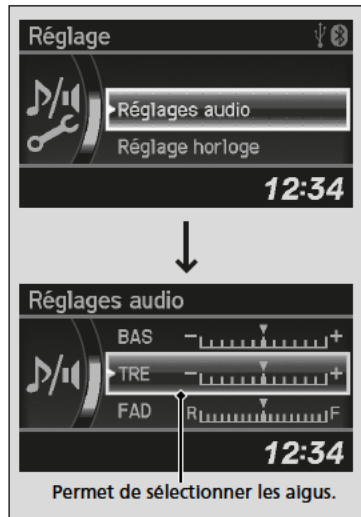 Réglage
Réglages audio
Réglage horloge
12:34
Réglages audio
BAS - +
TRE - +
FAD R F
12:34
Permet de sélectionner les aigus.